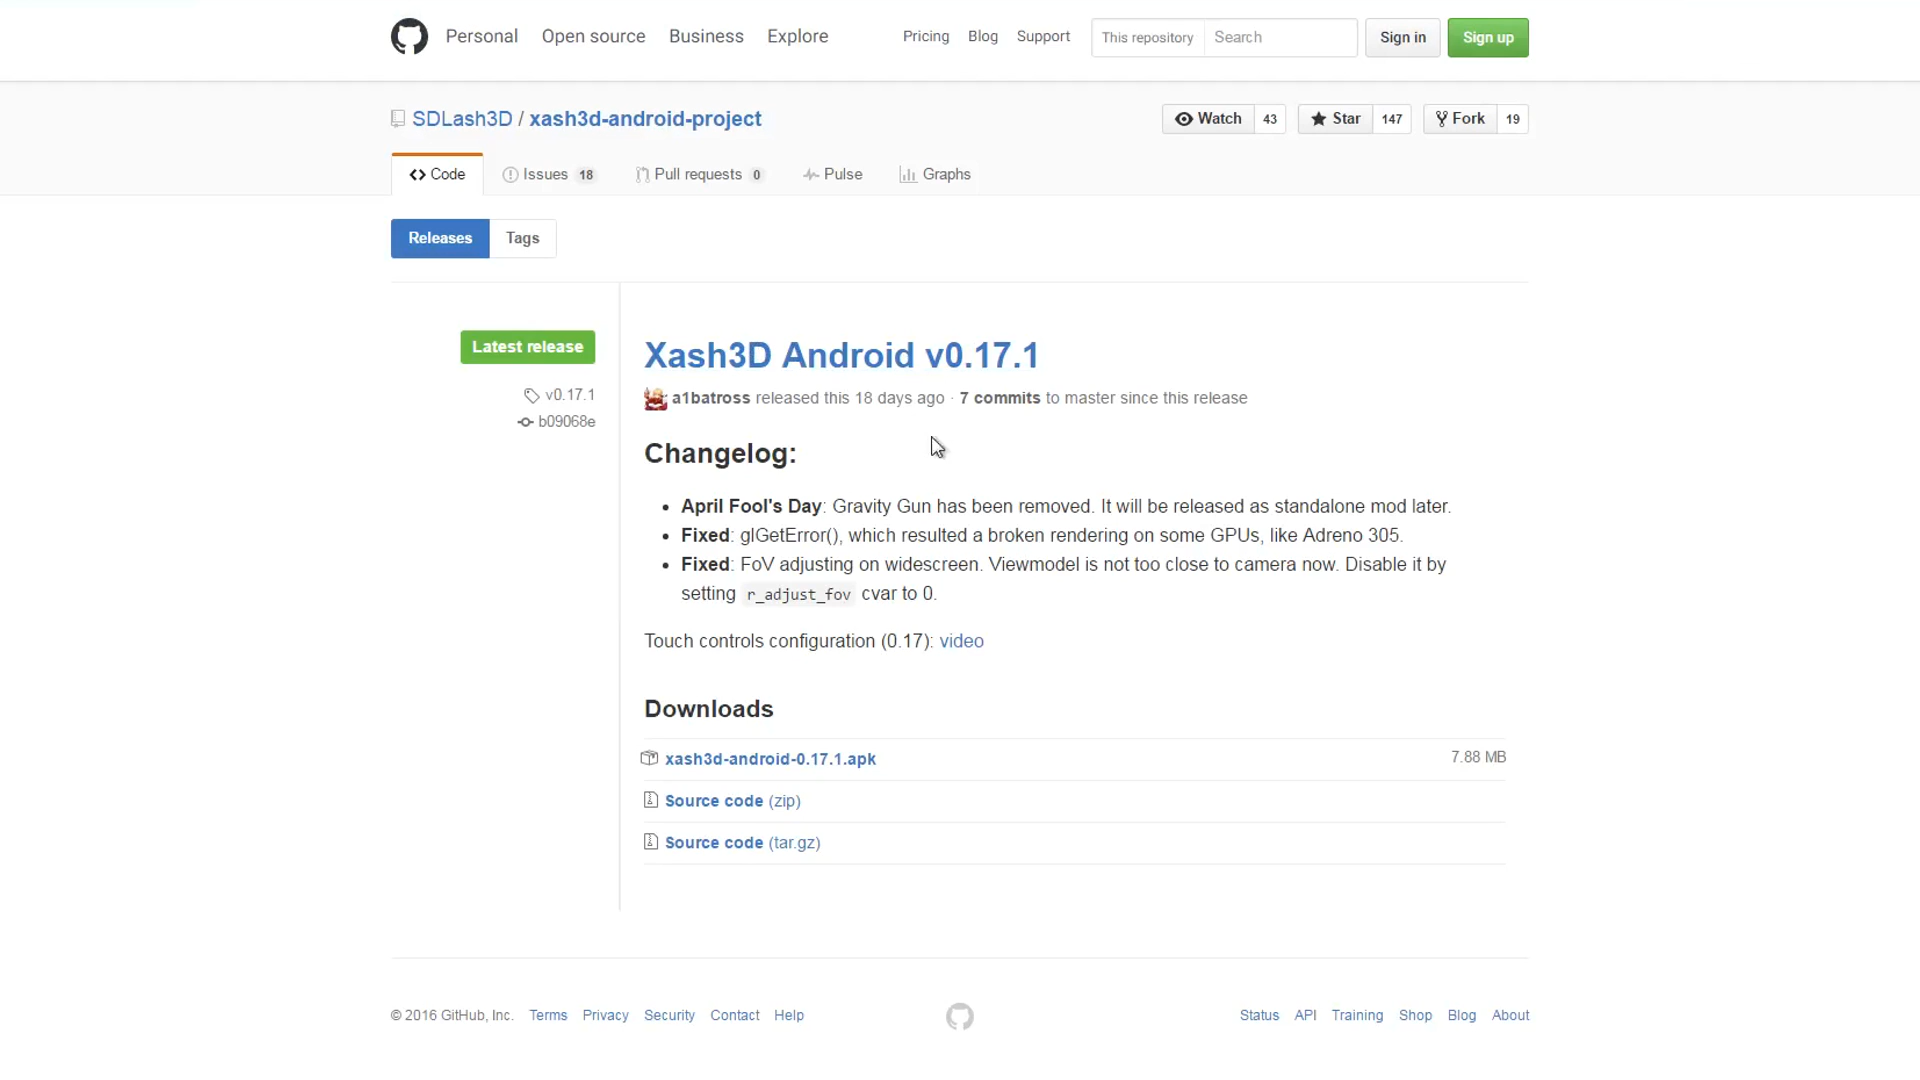 Personal Open source Business Explore Pricing Blog Support This repository Search Sign in Sign up
SDLash3D / xash3d-android-project Watch 43 Star 147 Fork 19
Code Issues 18 Pull requests 0 Pulse Graphs
Releases Tags
Latest release
v0.17.1
b09068e
Xash3D Android v0.17.1
a1batross released this 18 days ago · 7 commits to master since this release
Changelog:
• April Fool's Day: Gravity Gun has been removed. It will be released as standalone mod later.
• Fixed: glGetError(), which resulted a broken rendering on some GPUs, like Adreno 305.
• Fixed: FoV adjusting on widescreen. Viewmodel is not too close to camera now. Disable it by
setting r_adjust_fov cvar to 0.
Touch controls configuration (0.17): video
Downloads
xash3d-android-0.17.1.apk 7.88 MB
Source code (zip)
Source code (tar.gz)
© 2016 GitHub, Inc. Terms Privacy Security Contact Help Status API Training Shop Blog About